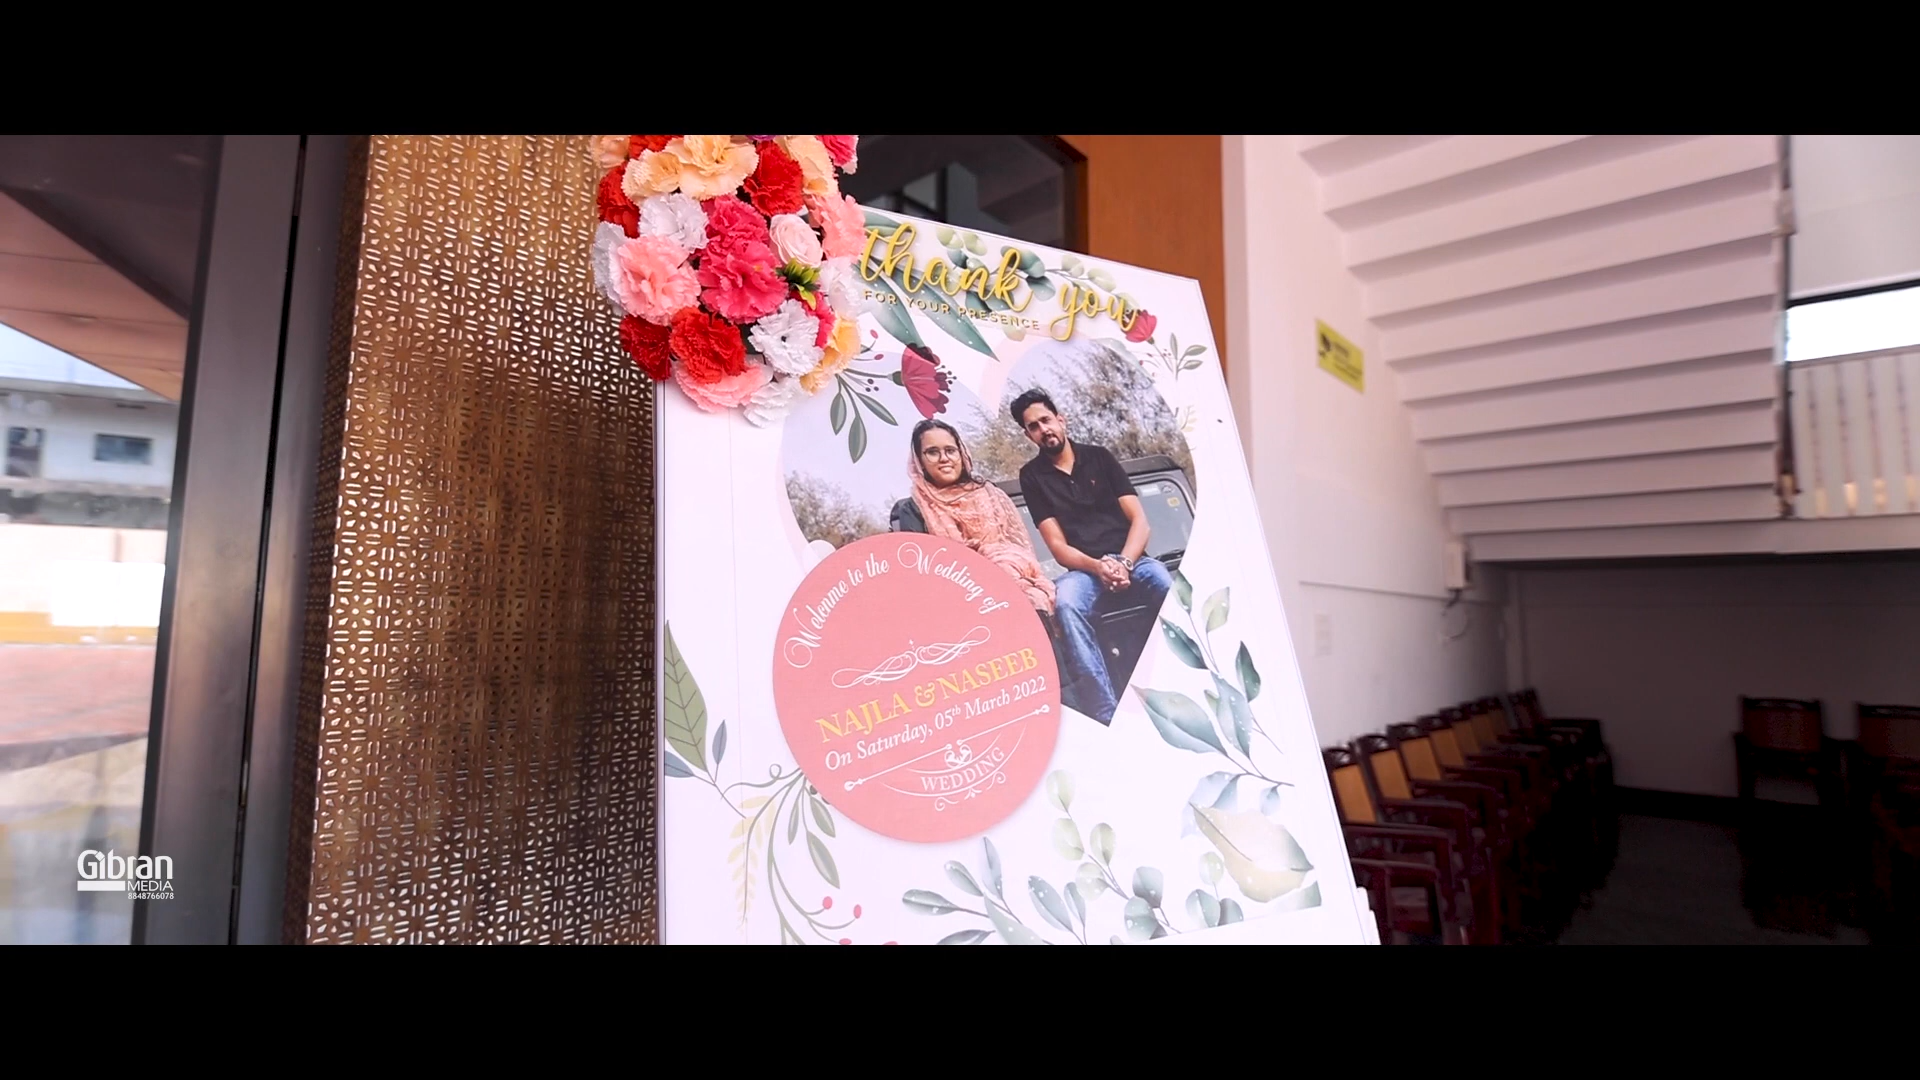 thank you
FOR YOUR PRESENCE
Welcnme to the Wedding of
NAJLA & NASEEB
On Saturday, 05th March 2022
WEDDING
Gibran
MEDIA
8848766078